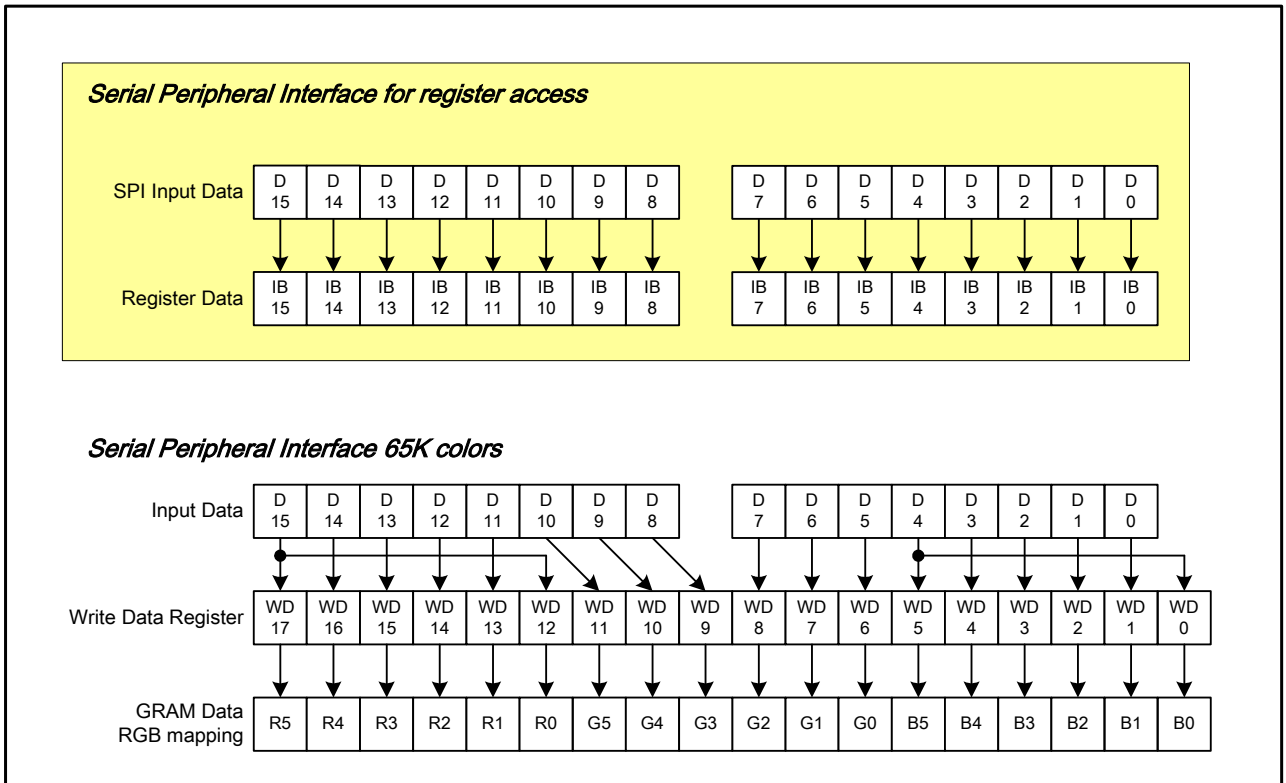 Serial Peripheral Interface for register access
SPI Input Data D 15 D 14 D 13 D 12 D 11 D 10 D 9 D 8 D 7 D 6 D 5 D 4 D 3 D 2 D 1 D 0
Register Data IB 15 IB 14 IB 13 IB 12 IB 11 IB 10 IB 9 IB 8 IB 7 IB 6 IB 5 IB 4 IB 3 IB 2 IB 1 IB 0
Serial Peripheral Interface 65K colors
Input Data D 15 D 14 D 13 D 12 D 11 D 10 D 9 D 8 D 7 D 6 D 5 D 4 D 3 D 2 D 1 D 0
Write Data Register WD 17 WD 16 WD 15 WD 14 WD 13 WD 12 WD 11 WD 10 WD 9 WD 8 WD 7 WD 6 WD 5 WD 4 WD 3 WD 2 WD 1 WD 0
GRAM Data
RGB mapping R5 R4 R3 R2 R1 R0 G5 G4 G3 G2 G1 G0 B5 B4 B3 B2 B1 B0